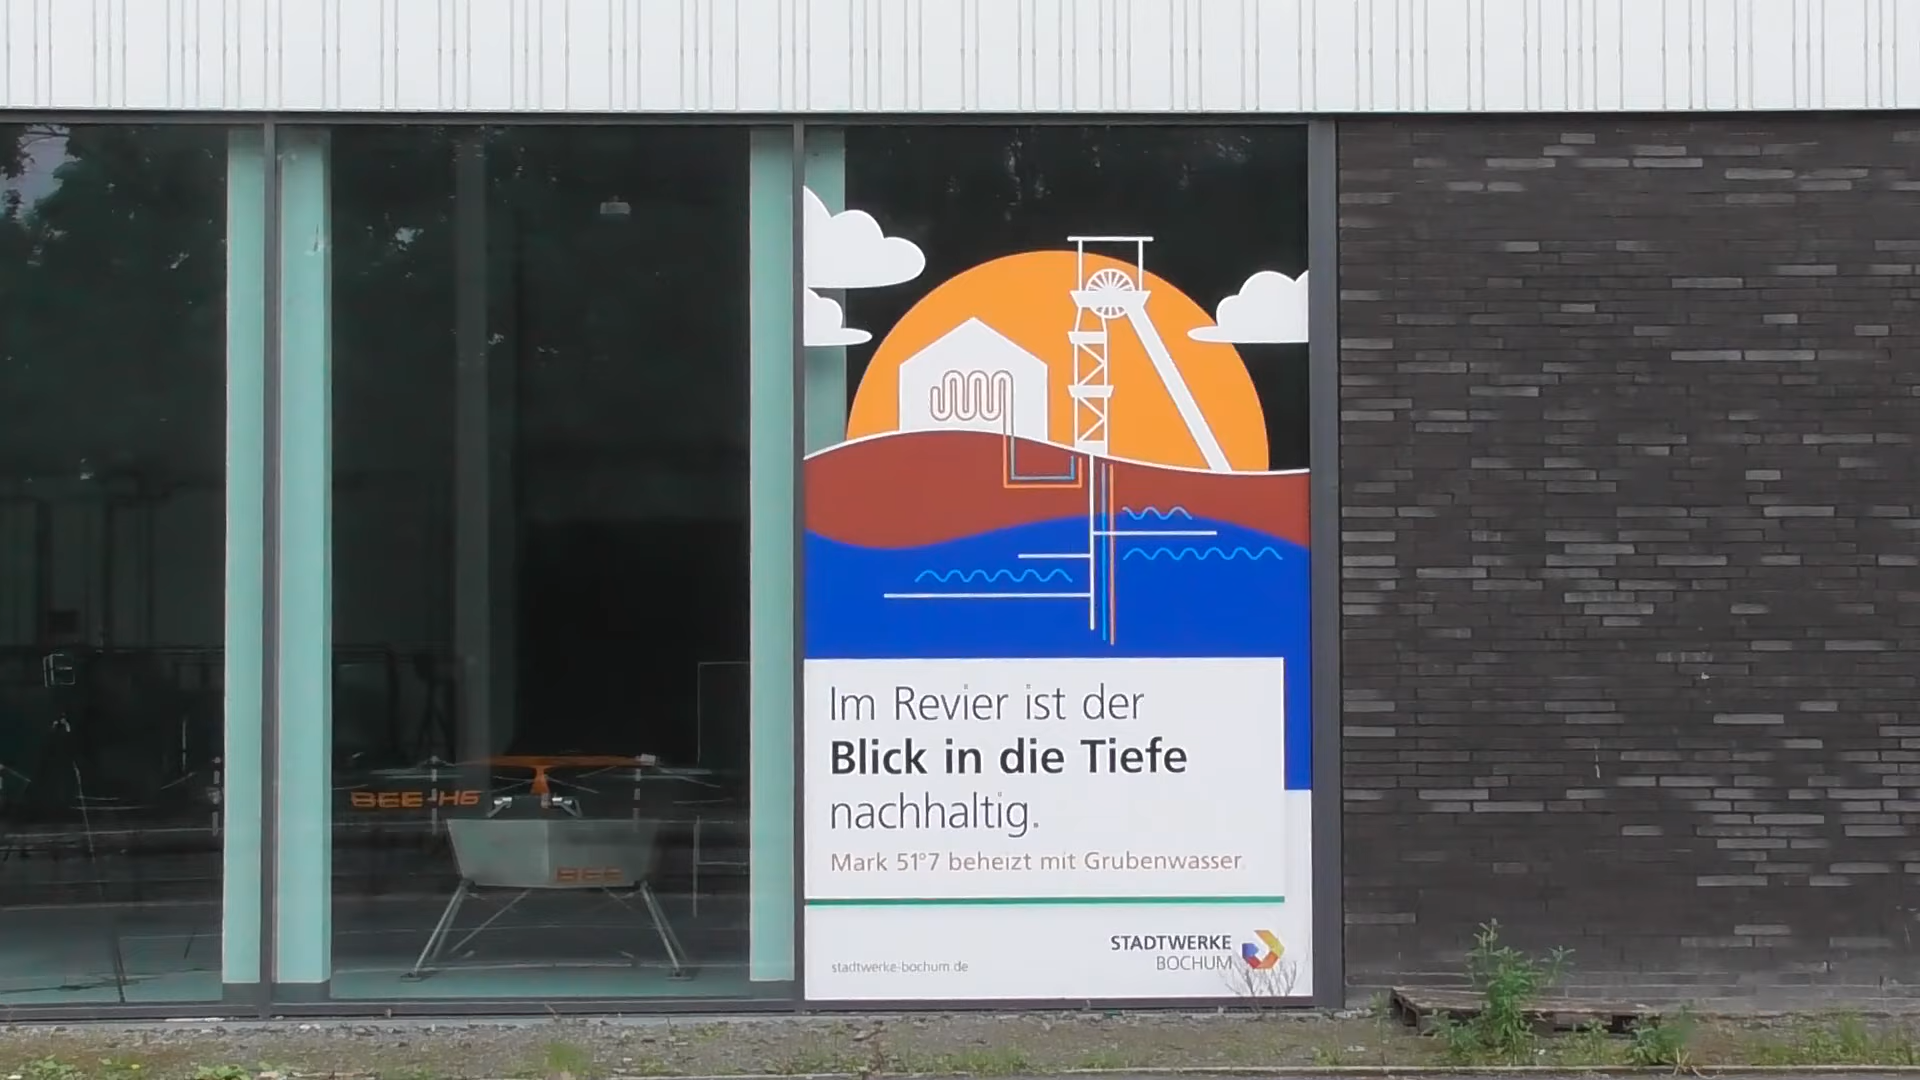 BEE-H6
BEE
Im Revier ist der
Blick in die Tiefe
nachhaltig.
Mark 51°7 beheizt mit Grubenwasser
stadtwerke-bochum.de
STADTWERKE
BOCHUM